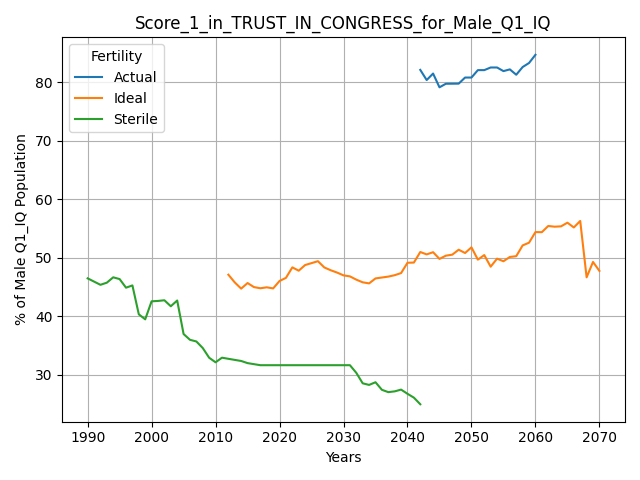 Score_1_in_TRUST_IN_CONGRESS_for_Male_Q1_IQ
Fertility
Actual
Ideal
Sterile
% of Male Q1_IQ Population
80
70
60
50
40
30
1990 2000 2010 2020 2030 2040 2050 2060 2070
Years